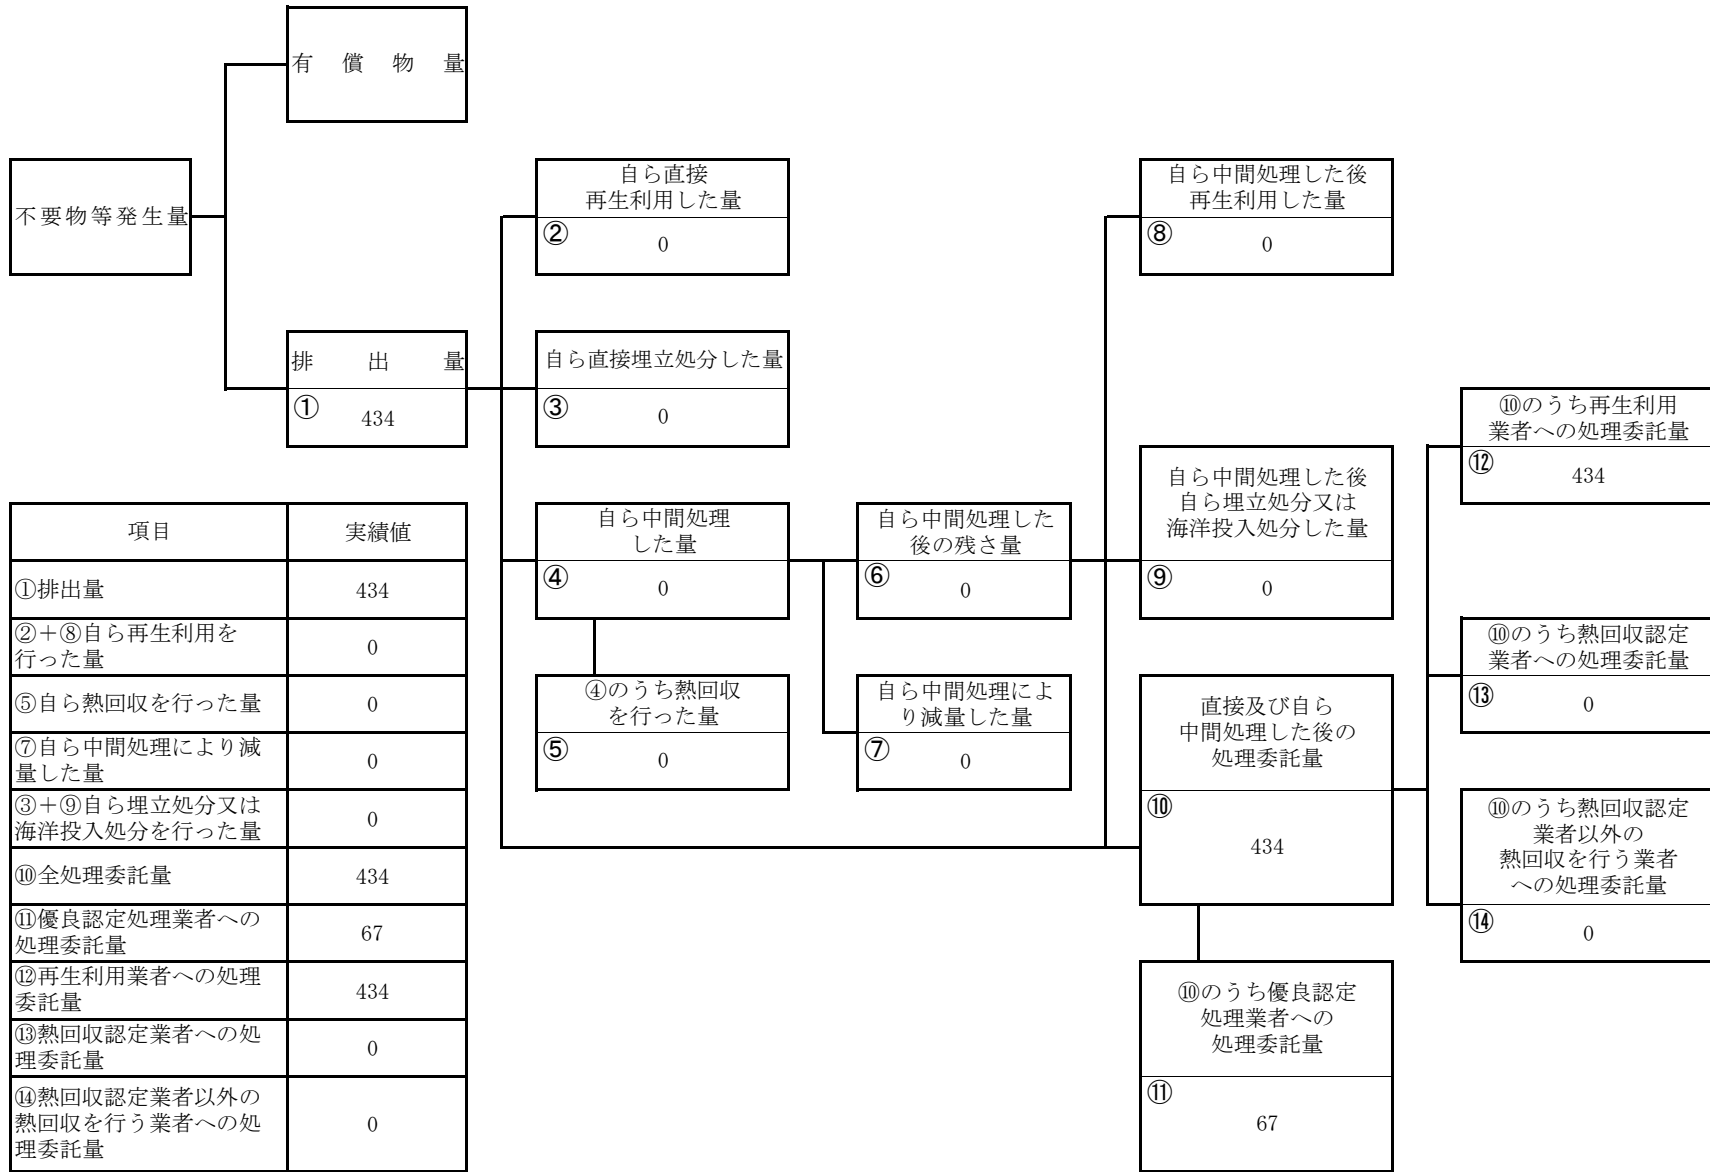 有償物量
不要物等発生量
排出量
① 434
自ら直接
再生利用した量
② 0
自ら直接埋立処分した量
③ 0
自ら中間処理
した量
④ 0
④のうち熱回収
を行った量
⑤ 0
自ら中間処理した
後の残さ量
⑥ 0
自ら中間処理によ
り減量した量
⑦ 0
自ら中間処理した後
再生利用した量
⑧ 0
自ら中間処理した後
自ら埋立処分又は
海洋投入処分した量
⑨ 0
直接及び自ら
中間処理した後の
処理委託量
⑩
434
⑩のうち優良認定
処理業者への
処理委託量
⑪
67
⑩のうち再生利用
業者への処理委託量
⑫ 434
⑩のうち熱回収認定
業者への処理委託量
⑬ 0
⑩のうち熱回収認定
業者以外の
熱回収を行う業者
への処理委託量
⑭ 0
項目 実績値
①排出量 434
②+⑧自ら再生利用を
行った量 0
⑤自ら熱回収を行った量 0
⑦自ら中間処理により減
量した量 0
③+⑨自ら埋立処分又は
海洋投入処分を行った量 0
⑩全処理委託量 434
⑪優良認定処理業者への
処理委託量 67
⑫再生利用業者への処理
委託量 434
⑬熱回収認定業者への処
理委託量 0
⑭熱回収認定業者以外の
熱回収を行う業者への処
理委託量 0